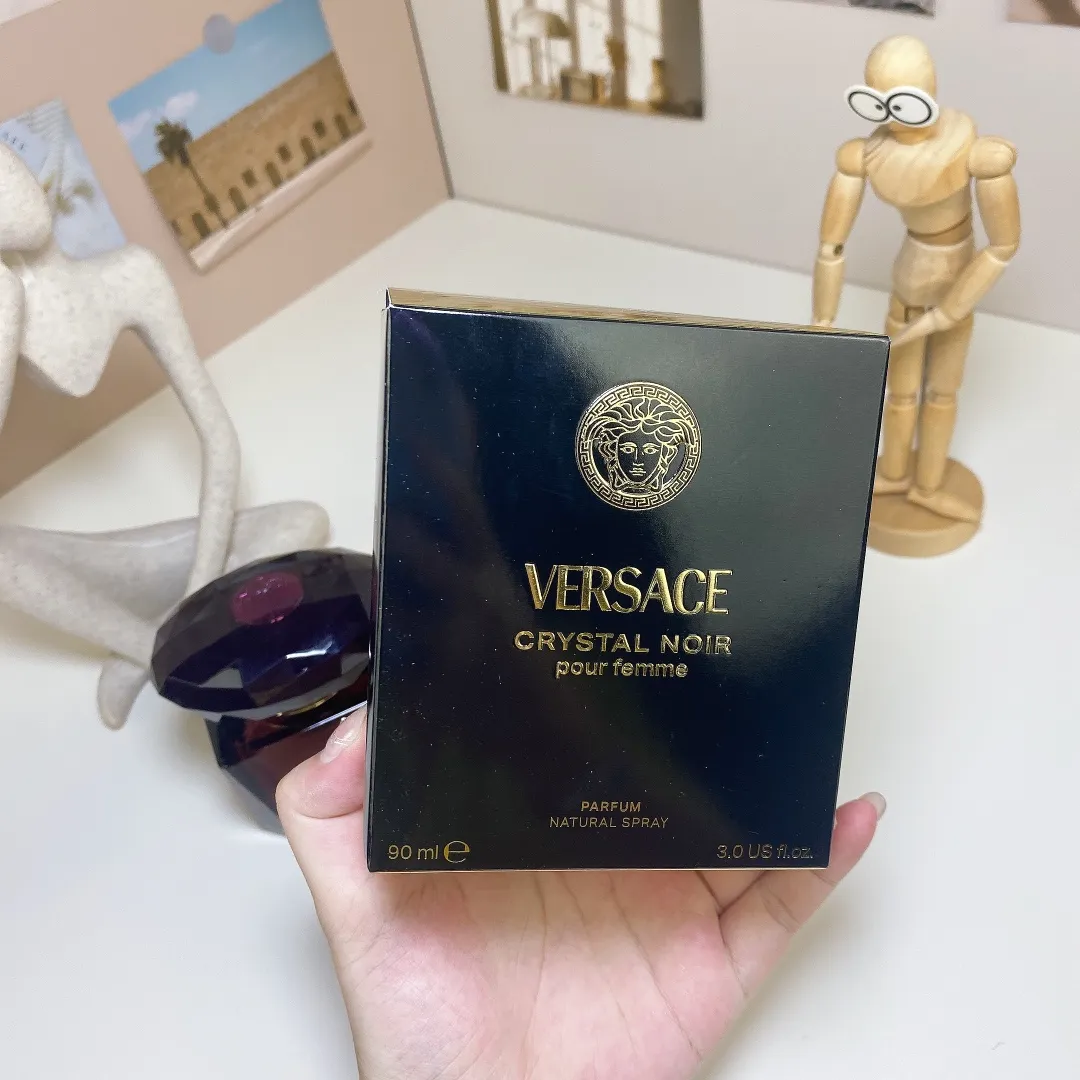 VERSACE
CRYSTAL NOIR
pour femme
PARFUM
NATURAL SPRAY
90 ml ℮
3.0 US fl.oz.